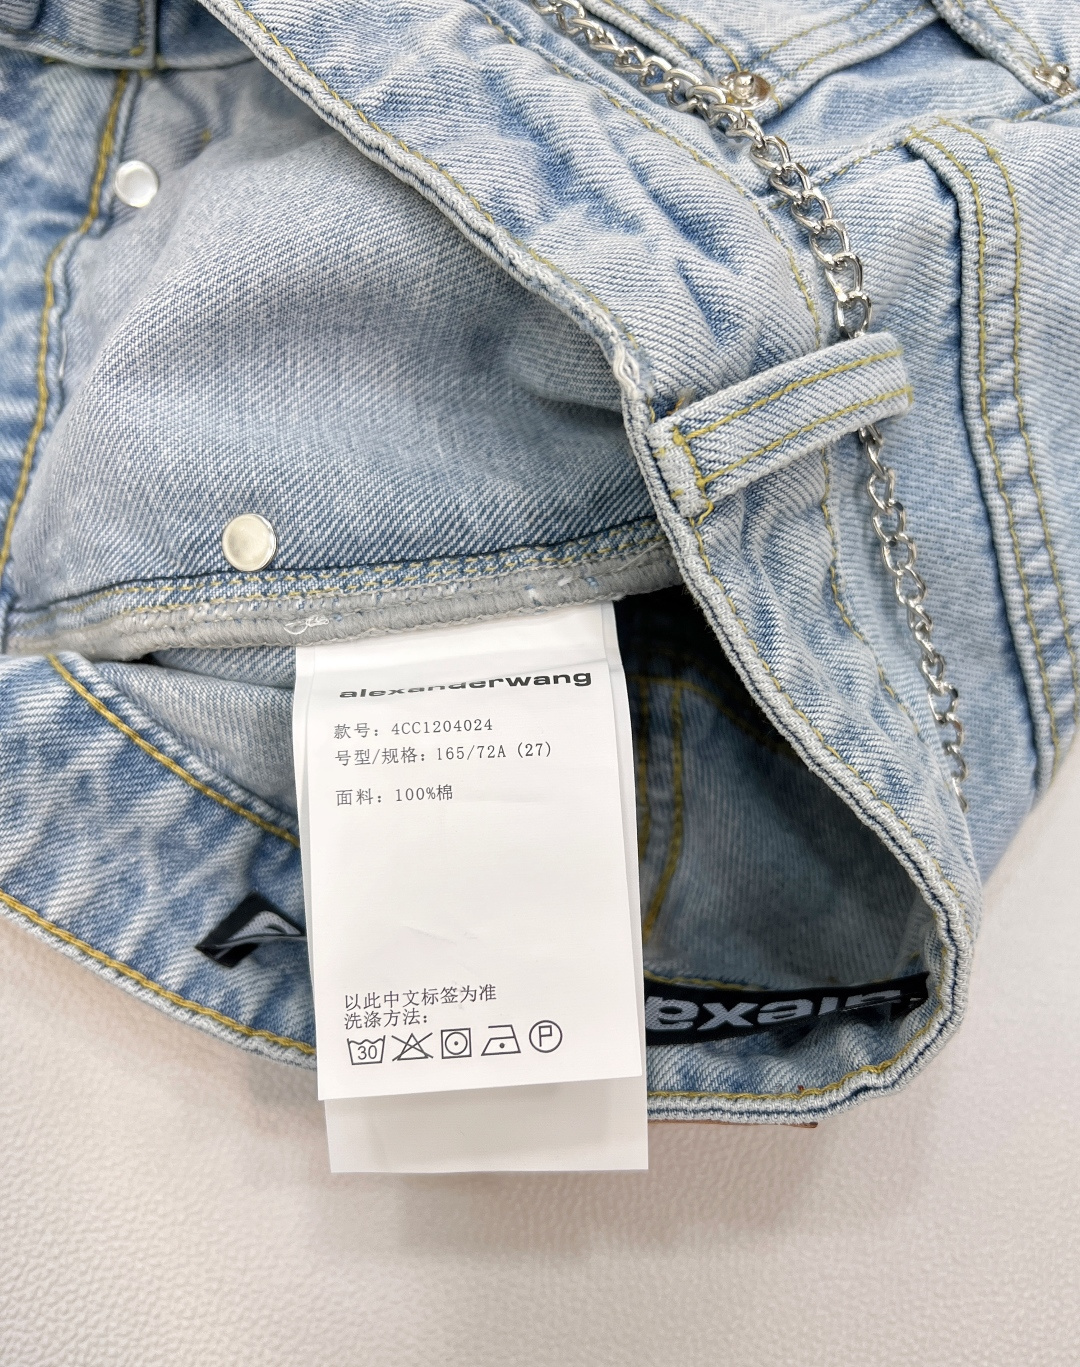 alexanderwang
款号: 4CC1204024
号型/规格: 165/72A (27)
面料: 100%棉
以此中文标签为准
洗涤方法:
30
P
alexa